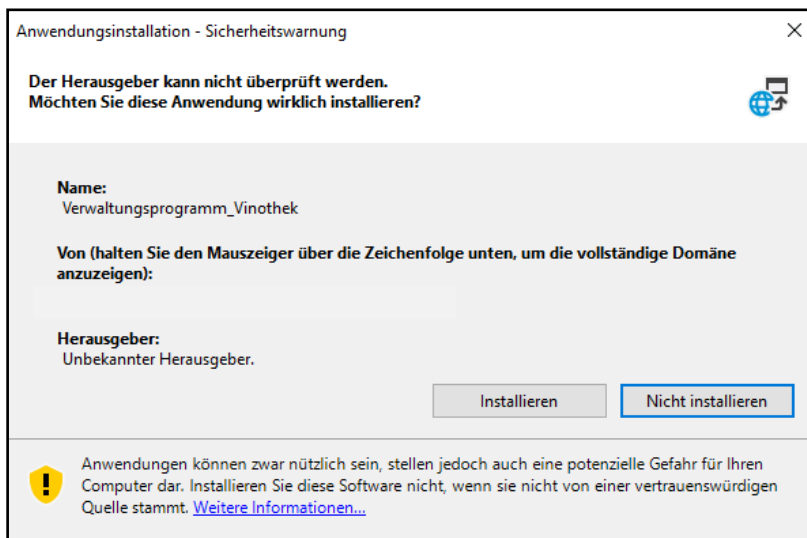 Anwendungsinstallation - Sicherheitswarnung
Der Herausgeber kann nicht überprüft werden.
Möchten Sie diese Anwendung wirklich installieren?
Name:
Verwaltungsprogramm_Vinothek
Von (halten Sie den Mauszeiger über die Zeichenfolge unten, um die vollständige Domäne
anzuzeigen):
Herausgeber:
Unbekannter Herausgeber.
Installieren
Nicht installieren
Anwendungen können zwar nützlich sein, stellen jedoch auch eine potenzielle Gefahr für Ihren
Computer dar. Installieren Sie diese Software nicht, wenn sie nicht von einer vertrauenswürdigen
Quelle stammt. Weitere Informationen...